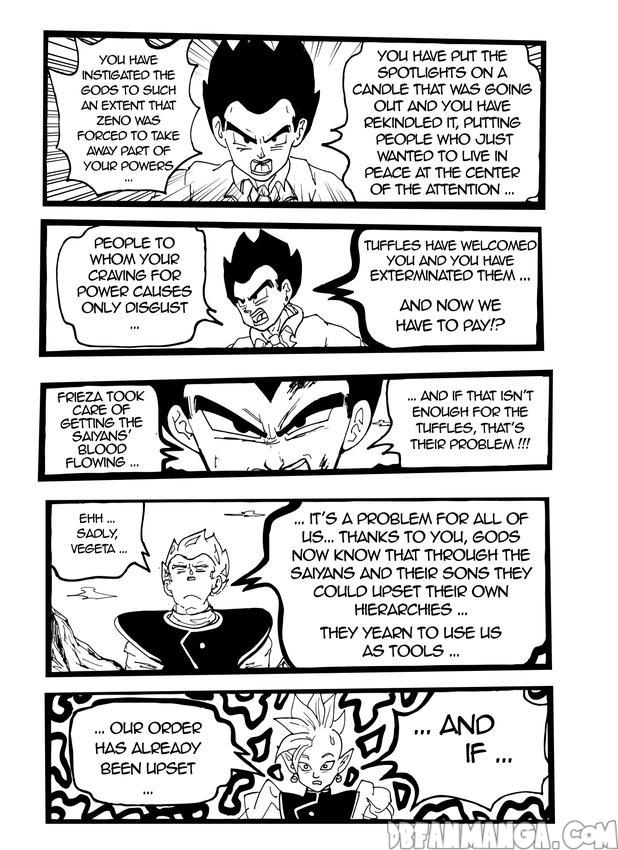 YOU HAVE
INSTIGATED THE
GODS TO SUCH
AN EXTENT THAT
ZENO WAS
FORCED TO TAKE
AWAY PART OF
YOUR POWERS ...
YOU HAVE PUT THE
SPOTLIGHTS ON A
CANDLE THAT WAS GOING
OUT AND YOU HAVE
REKINDLED IT, PUTTING
PEOPLE WHO JUST
WANTED TO LIVE IN
PEACE AT THE CENTER
OF THE ATTENTION ...
PEOPLE TO
WHOM YOUR
CRAVING FOR
POWER CAUSES
ONLY DISGUST
...
TUFFLES HAVE WELCOMED
YOU AND YOU HAVE
EXTERMINATED THEM ...
AND NOW WE
HAVE TO PAY!?
FRIEZA TOOK
CARE OF
GETTING THE
SAIYANS'
BLOOD
FLOWING ...
... AND IF THAT ISN'T
ENOUGH FOR THE
TUFFLES, THAT'S
THEIR PROBLEM !!!
EHH ...
SADLY,
VEGETA ...
... IT'S A PROBLEM FOR ALL OF
US... THANKS TO YOU, GODS
NOW KNOW THAT THROUGH THE
SAIYANS AND THEIR SONS THEY
COULD UPSET THEIR OWN
HIERARCHIES ...
THEY YEARN TO USE US
AS TOOLS ...
... OUR ORDER
HAS ALREADY
BEEN UPSET
...
... AND
IF ...
DBFANMANGA.COM